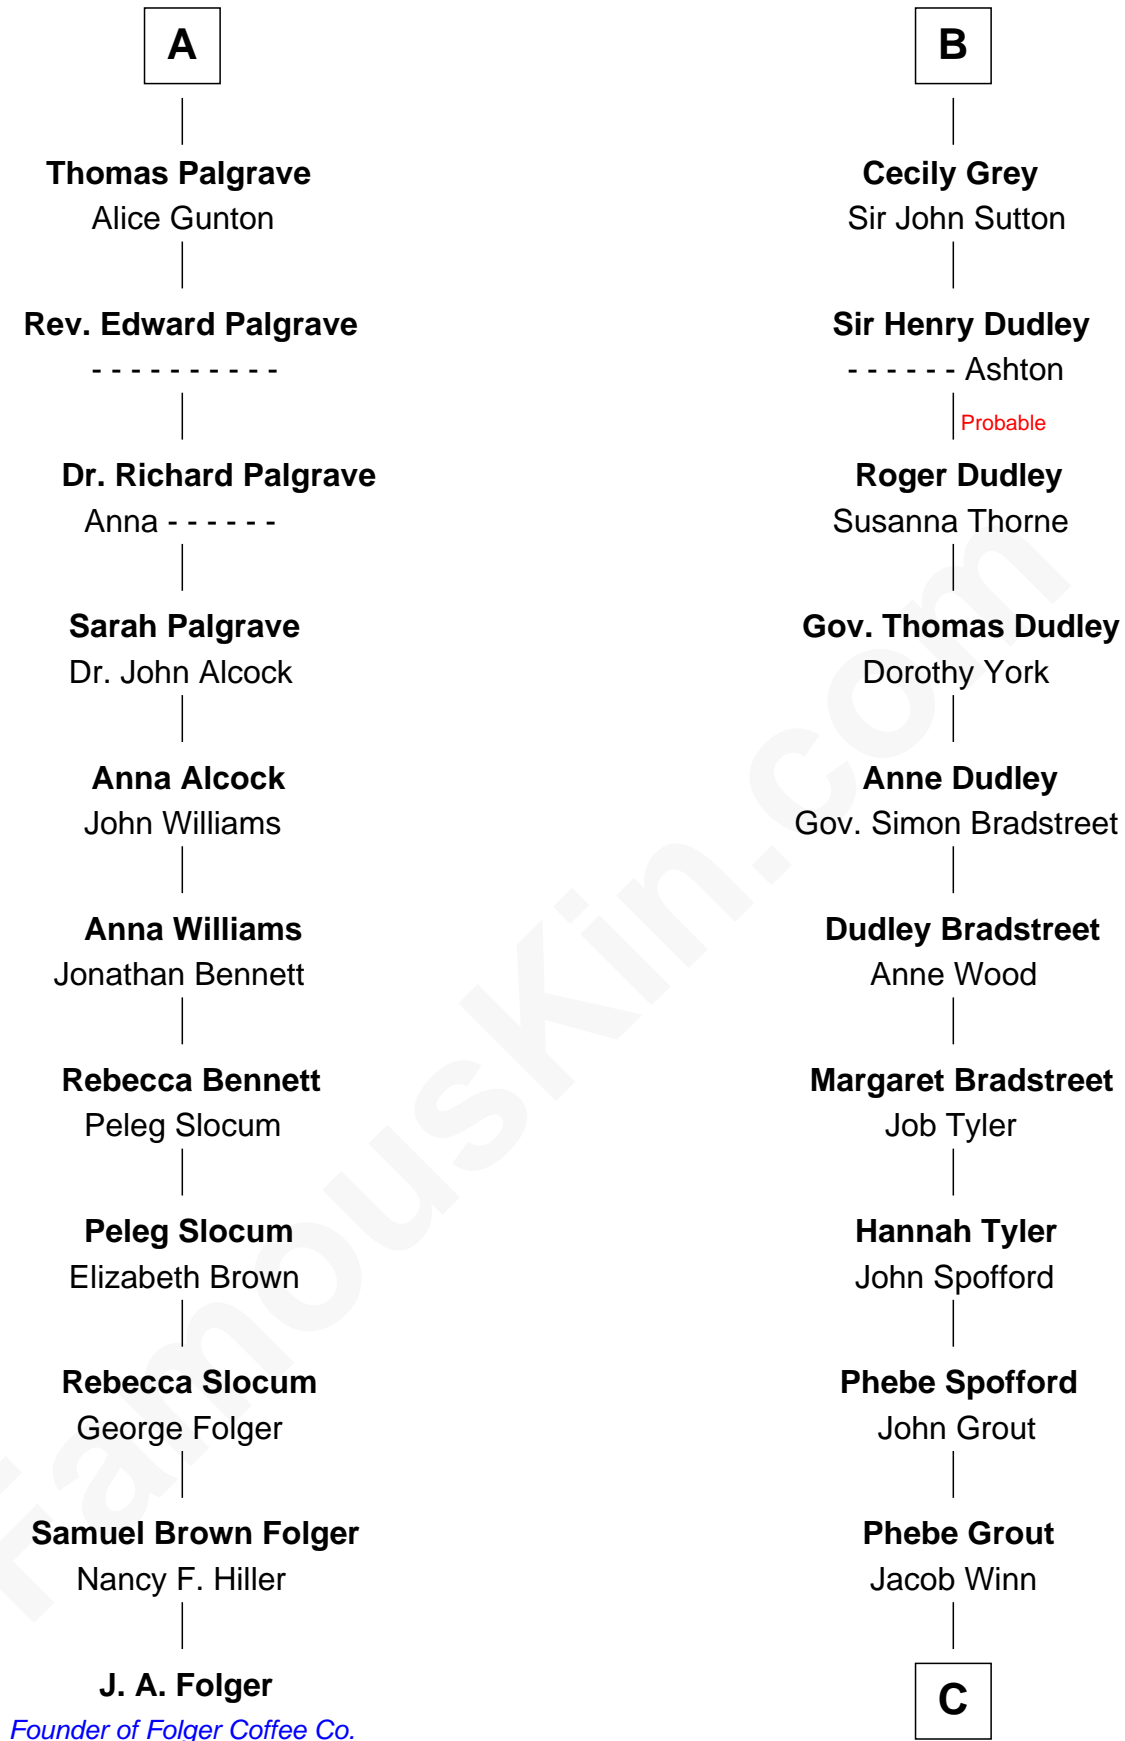 A
Thomas Palgrave
Alice Gunton
Rev. Edward Palgrave
- - - - - - - - - -
Dr. Richard Palgrave
Anna - - - - - -
Sarah Palgrave
Dr. John Alcock
Anna Alcock
John Williams
Anna Williams
Jonathan Bennett
Rebecca Bennett
Peleg Slocum
Peleg Slocum
Elizabeth Brown
Rebecca Slocum
George Folger
Samuel Brown Folger
Nancy F. Hiller
J. A. Folger
Founder of Folger Coffee Co.
B
Cecily Grey
Sir John Sutton
Sir Henry Dudley
- - - - - - Ashton
Probable
Roger Dudley
Susanna Thorne
Gov. Thomas Dudley
Dorothy York
Anne Dudley
Gov. Simon Bradstreet
Dudley Bradstreet
Anne Wood
Margaret Bradstreet
Job Tyler
Hannah Tyler
John Spofford
Phebe Spofford
John Grout
Phebe Grout
Jacob Winn
C
FamousKin.com